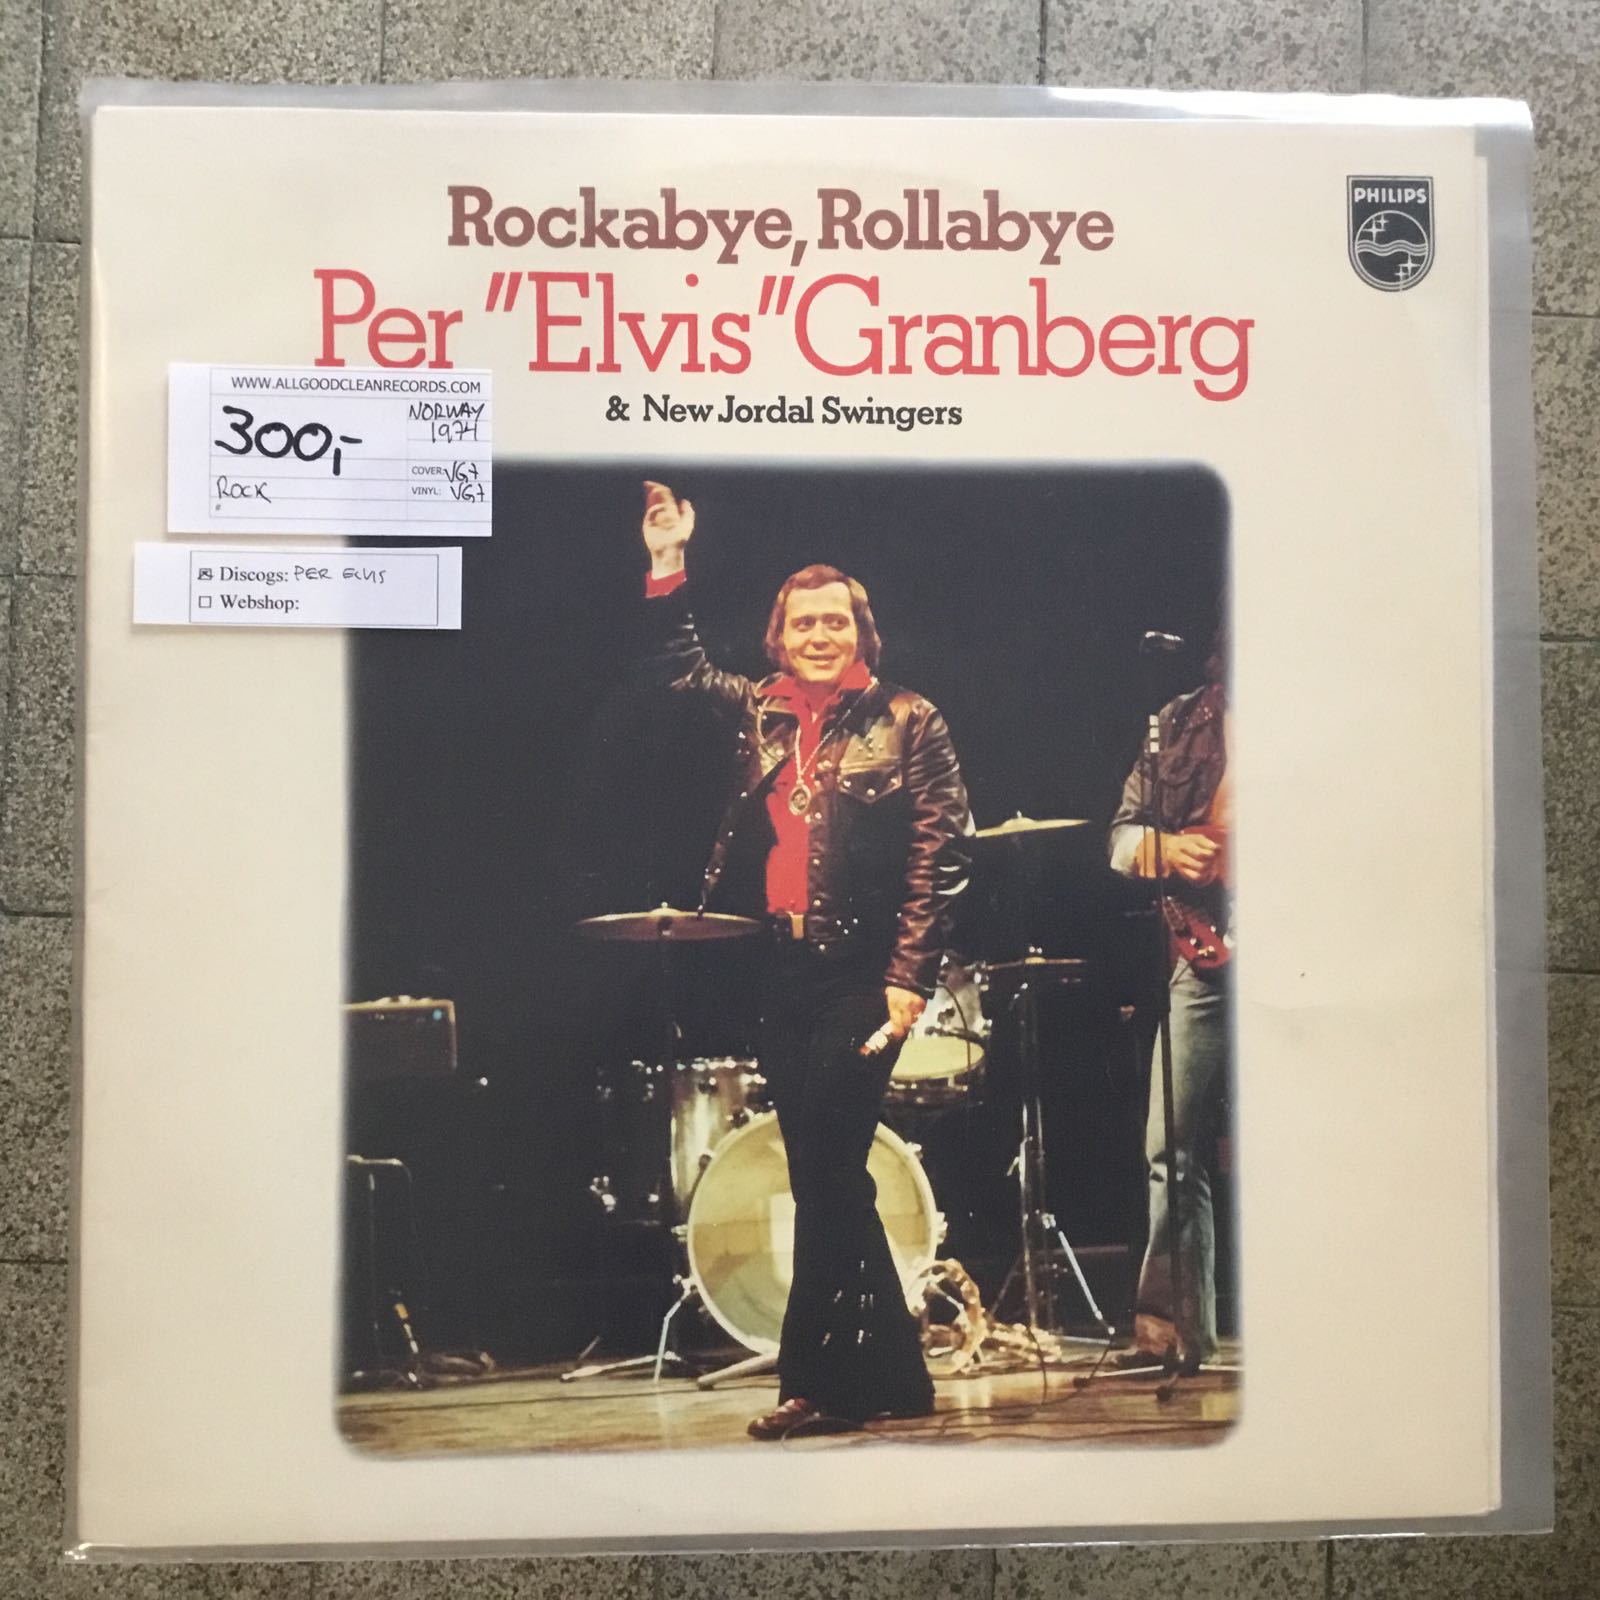 Rockabye, Rollabye
PHILIPS
Per "Elvis" Granberg
& New Jordal Swingers
WWW.ALLGOODCLEANRECORDS.COM
300,-
NORWAY
1974
ROCK
COVER: VG+
VINYL: VG+
#
Discogs: PER ELVIS
Webshop: